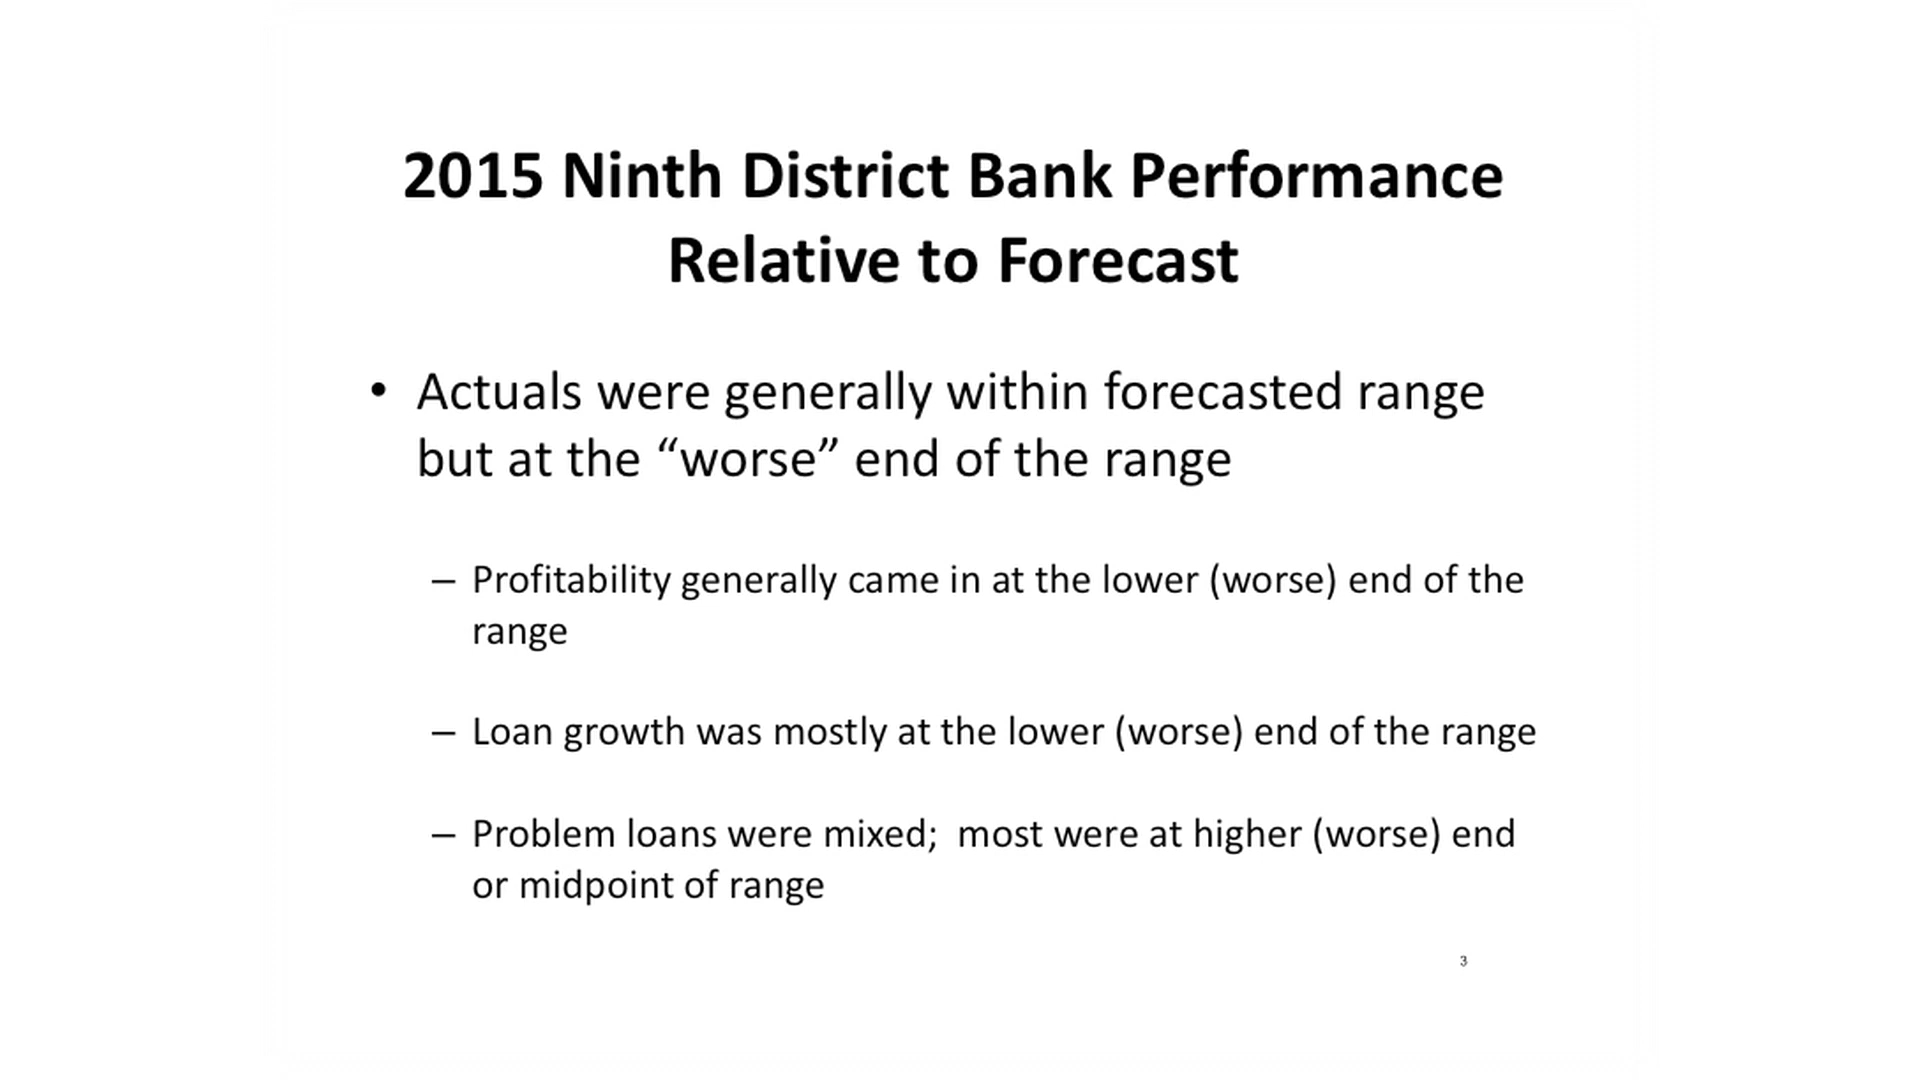 2015 Ninth District Bank Performance
Relative to Forecast
• Actuals were generally within forecasted range
but at the “worse” end of the range
– Profitability generally came in at the lower (worse) end of the
range
– Loan growth was mostly at the lower (worse) end of the range
– Problem loans were mixed;  most were at higher (worse) end
or midpoint of range
3